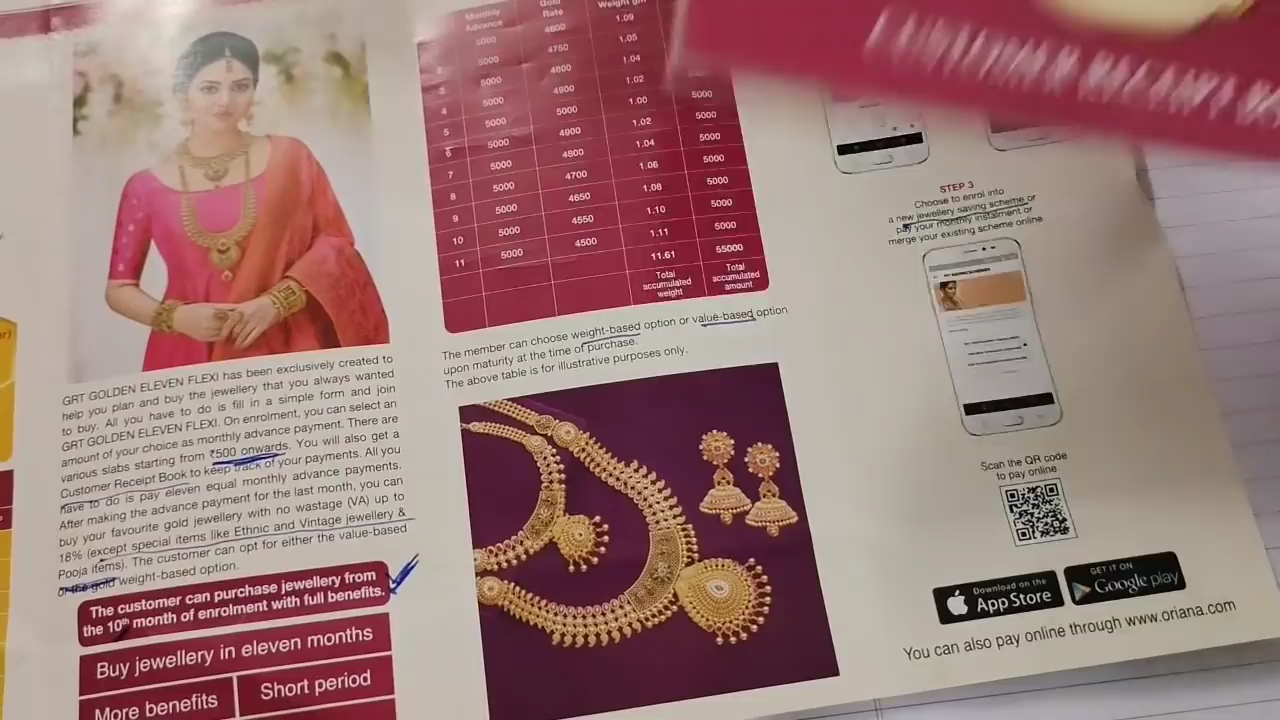 GRT GOLDEN ELEVEN FLEXI has been exclusively created to
help you plan and buy the jewellery that you always wanted
to buy. All you have to do is fill in a simple form and join
GRT GOLDEN ELEVEN FLEXI. On enrolment, you can select an
amount of your choice as monthly advance payment. There are
various slabs starting from ₹500 onwards. You will also get a
Customer Receipt Book to keep track of your payments. All you
have to do is pay eleven equal monthly advance payments.
After making the advance payment for the last month, you can
buy your favourite gold jewellery with no wastage (VA) up to
18% (except special items like Ethnic and Vintage jewellery &
Pooja items). The customer can opt for either the value-based
or the gold weight-based option.
The customer can purchase jewellery from
the 10th month of enrolment with full benefits.
Buy jewellery in eleven months
More benefits Short period
Monthly Advance Gold Rate Weight gm
5000 4600 1.09
2 5000 4750 1.05
3 5000 4800 1.04
4 5000 4900 1.02 5000
5 5000 5000 1.00 5000
6 5000 4900 1.02 5000
7 5000 4800 1.04 5000
8 5000 4700 1.06 5000
9 5000 4650 1.08 5000
10 5000 4550 1.10 5000
11 5000 4500 1.11 5000
11.61 55000
Total accumulated weight Total accumulated amount
The member can choose weight-based option or value-based option
upon maturity at the time of purchase.
The above table is for illustrative purposes only.
STEP 3
Choose to enrol into
a new jewellery saving scheme or
pay your monthly instalment or
merge your existing scheme online
Scan the QR code
to pay online
Download on the
App Store
GET IT ON
Google play
You can also pay online through www.oriana.com